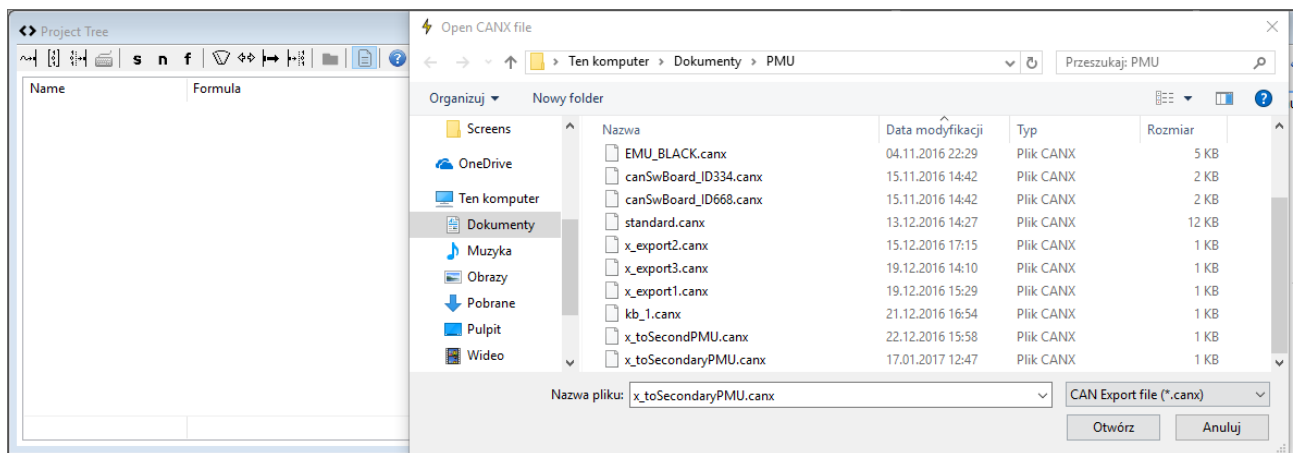 Project Tree
s n f
Name Formula
Open CANX file
Ten komputer > Dokumenty > PMU
Przeszukaj: PMU
Organizuj Nowy folder
Screens
OneDrive
Ten komputer
Dokumenty
Muzyka
Obrazy
Pobrane
Pulpit
Wideo
Nazwa Data modyfikacji Typ Rozmiar
EMU_BLACK.canx 04.11.2016 22:29 Plik CANX 5 KB
canSwBoard_ID334.canx 15.11.2016 14:42 Plik CANX 2 KB
canSwBoard_ID668.canx 15.11.2016 14:42 Plik CANX 2 KB
standard.canx 13.12.2016 14:27 Plik CANX 12 KB
x_export2.canx 15.12.2016 17:15 Plik CANX 1 KB
x_export3.canx 19.12.2016 14:10 Plik CANX 1 KB
x_export1.canx 19.12.2016 15:29 Plik CANX 1 KB
kb_1.canx 21.12.2016 16:54 Plik CANX 1 KB
x_toSecondPMU.canx 22.12.2016 15:58 Plik CANX 1 KB
x_toSecondaryPMU.canx 17.01.2017 12:47 Plik CANX 1 KB
Nazwa pliku: x_toSecondaryPMU.canx CAN Export file (*.canx)
Otwórz Anuluj